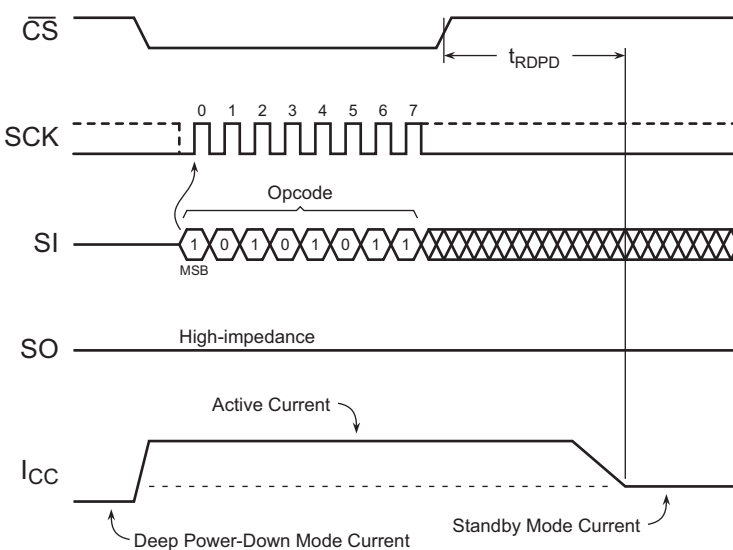 CS
tRDPD
SCK
0 1 2 3 4 5 6 7
Opcode
SI
1 0 1 0 1 0 1 1
MSB
SO
High-impedance
Active Current
ICC
Deep Power-Down Mode Current
Standby Mode Current